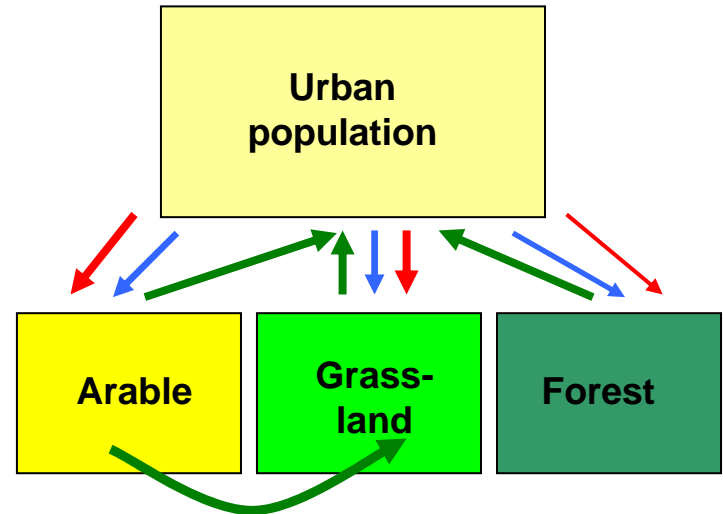 Urban
population
Arable
Grass-
land
Forest